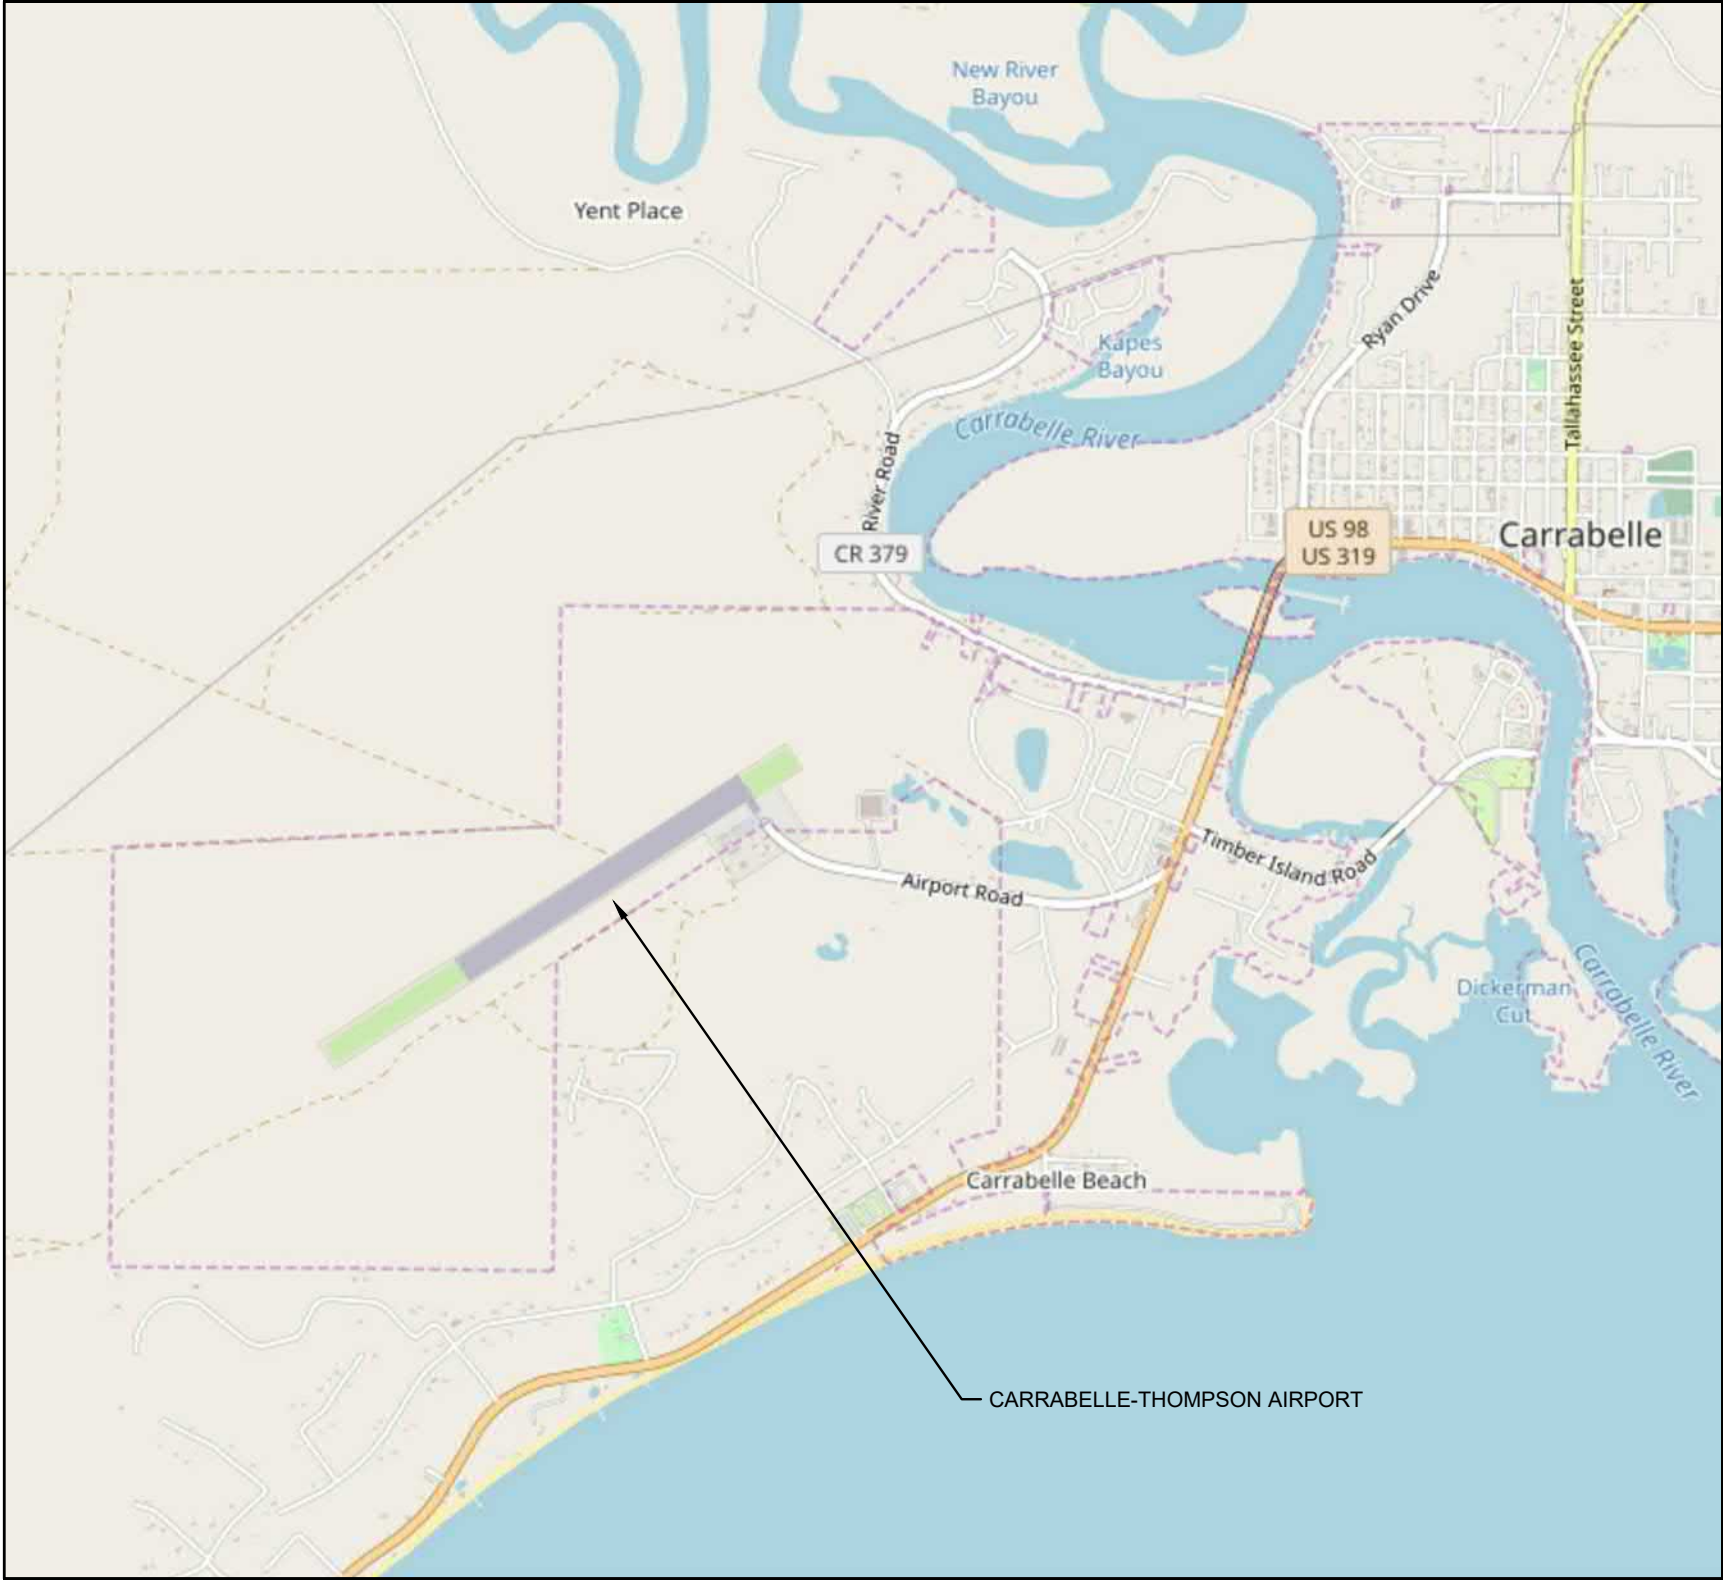 New River
Bayou
Yent Place
Ryan Drive
Tallahassee Street
Kapes
Bayou
Carrabelle River
River Road
CR 379
US 98
US 319
Carrabelle
Timber Island Road
Airport Road
Dickerman
Cut
Carrabelle River
Carrabelle Beach
CARRABELLE-THOMPSON AIRPORT